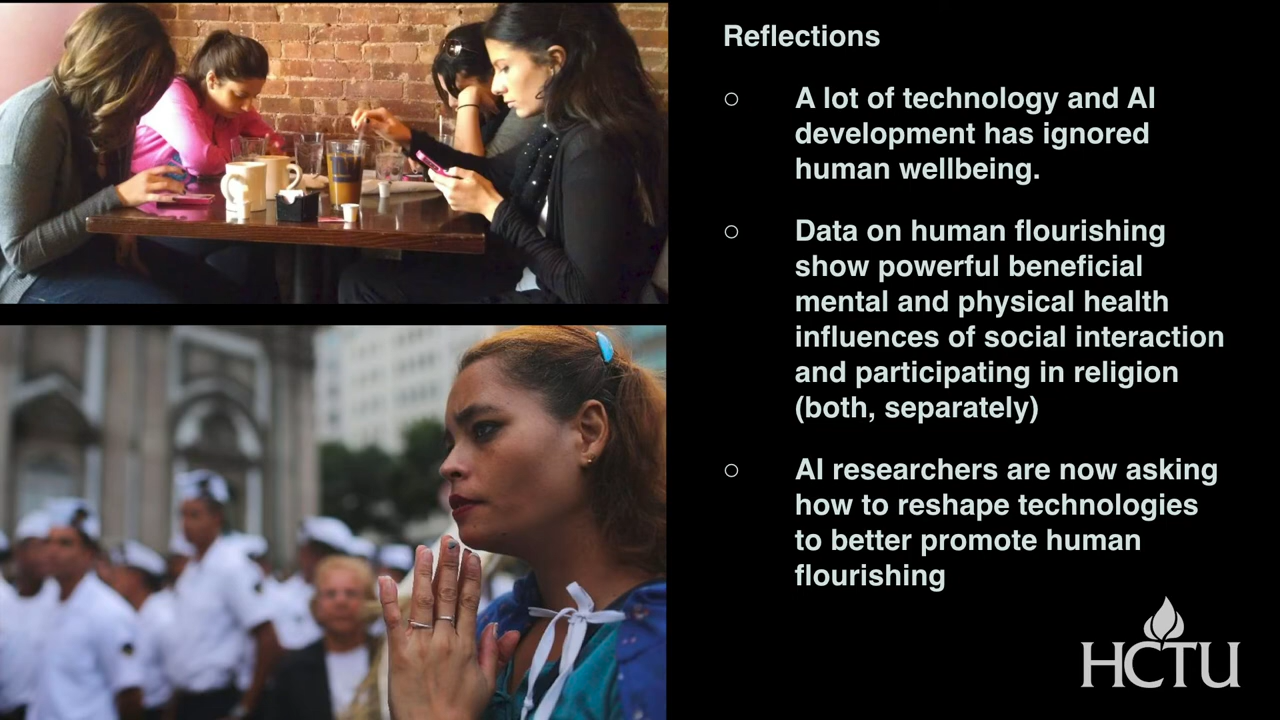 Reflections
○ A lot of technology and AI
development has ignored
human wellbeing.
○ Data on human flourishing
show powerful beneficial
mental and physical health
influences of social interaction
and participating in religion
(both, separately)
○ AI researchers are now asking
how to reshape technologies
to better promote human
flourishing
HCTU